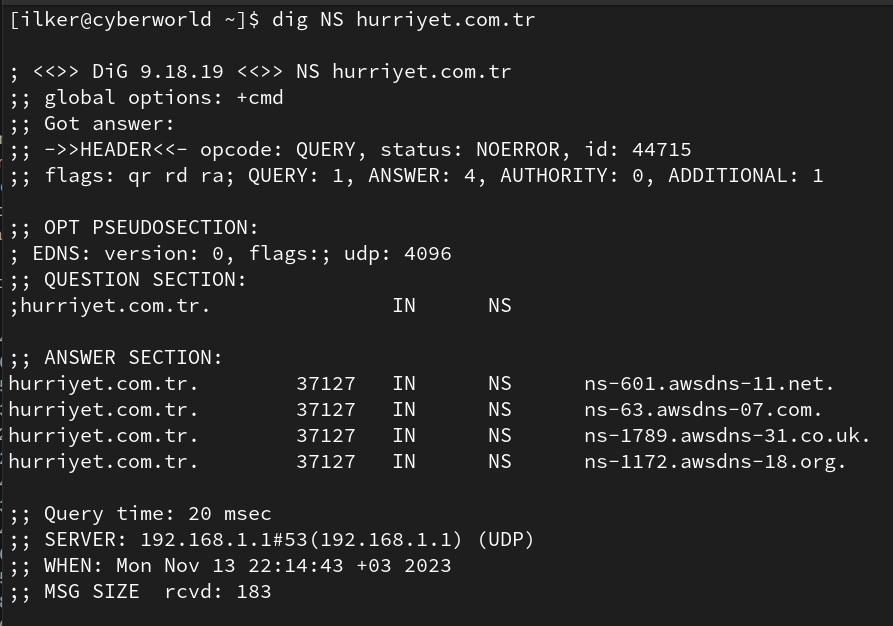 [ilker@cyberworld ~]$ dig NS hurriyet.com.tr

; <<>> DiG 9.18.19 <<>> NS hurriyet.com.tr
;; global options: +cmd
;; Got answer:
;; ->>HEADER<<- opcode: QUERY, status: NOERROR, id: 44715
;; flags: qr rd ra; QUERY: 1, ANSWER: 4, AUTHORITY: 0, ADDITIONAL: 1

;; OPT PSEUDOSECTION:
; EDNS: version: 0, flags:; udp: 4096
;; QUESTION SECTION:
;hurriyet.com.tr.               IN      NS

;; ANSWER SECTION:
hurriyet.com.tr.        37127   IN      NS      ns-601.awsdns-11.net.
hurriyet.com.tr.        37127   IN      NS      ns-63.awsdns-07.com.
hurriyet.com.tr.        37127   IN      NS      ns-1789.awsdns-31.co.uk.
hurriyet.com.tr.        37127   IN      NS      ns-1172.awsdns-18.org.

;; Query time: 20 msec
;; SERVER: 192.168.1.1#53(192.168.1.1) (UDP)
;; WHEN: Mon Nov 13 22:14:43 +03 2023
;; MSG SIZE  rcvd: 183